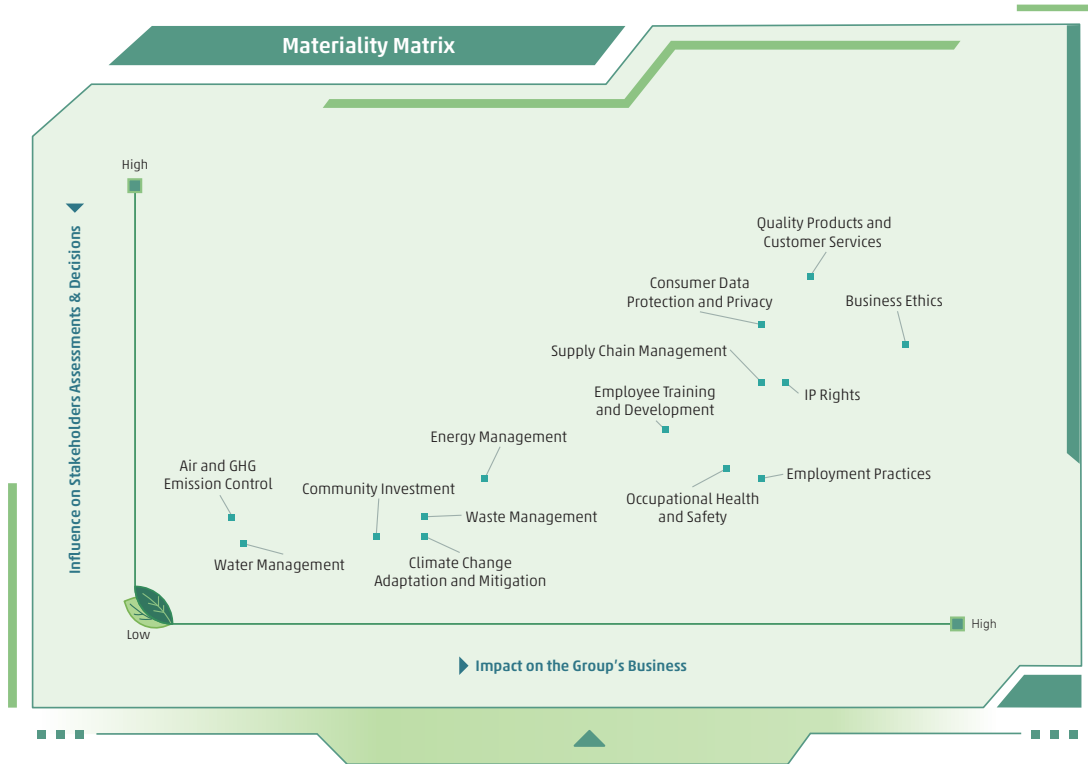 Materiality Matrix
High
Influence on Stakeholders Assessments & Decisions
Quality Products and
Customer Services
Consumer Data
Protection and Privacy
Business Ethics
Supply Chain Management
IP Rights
Employee Training
and Development
Energy Management
Air and GHG
Emission Control
Community Investment
Employment Practices
Occupational Health
and Safety
Waste Management
Water Management
Climate Change
Adaptation and Mitigation
Low
High
Impact on the Group's Business